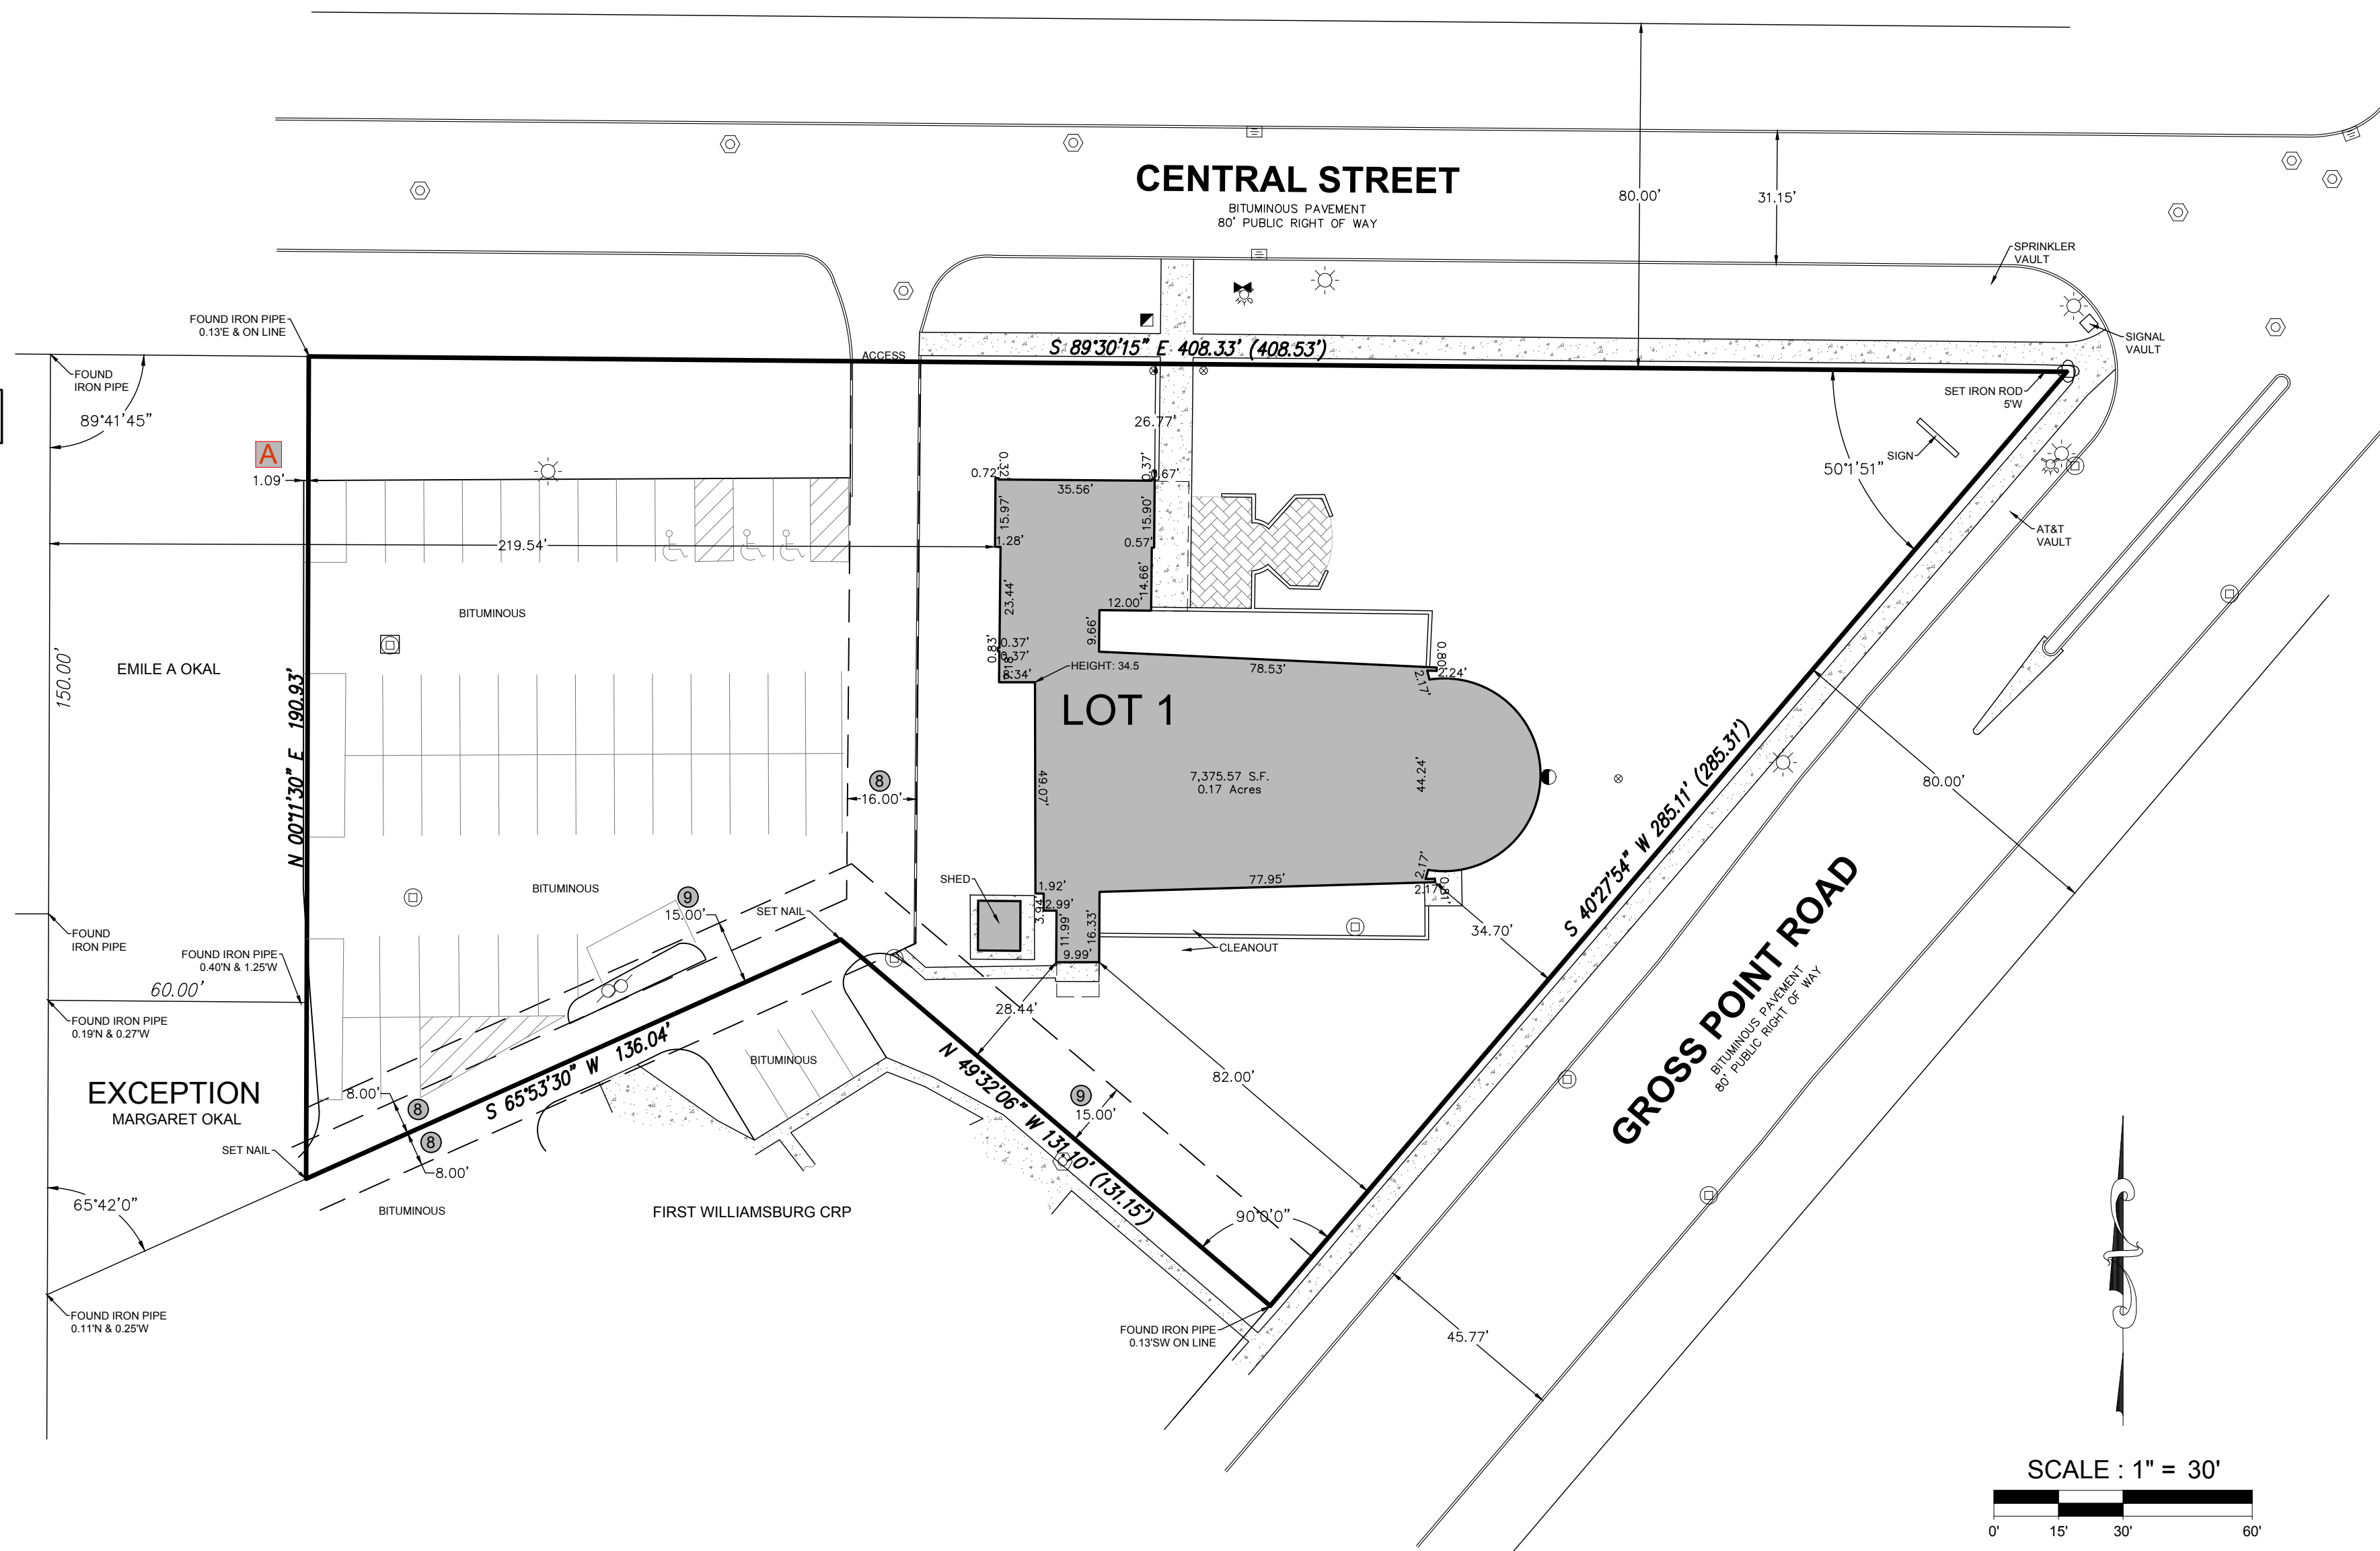 CENTRAL STREET
BITUMINOUS PAVEMENT
80' PUBLIC RIGHT OF WAY
80.00'
31.15'
SPRINKLER
VAULT
SIGNAL
VAULT
FOUND IRON PIPE
0.13'E & ON LINE
ACCESS
S 89°30'15" E 408.33' (408.53')
FOUND
IRON PIPE
89°41'45"
SET IRON ROD
5'W
A
1.09'
26.77'
SIGN
50°1'51"
0.72'
0.32'
0.37'
0.67'
35.56'
15.97'
15.90'
AT&T
VAULT
219.54'
1.28'
0.57'
14.66'
23.44'
12.00'
BITUMINOUS
9.66'
0.83'
0.37'
0.37'
8.34'
HEIGHT: 34.5
78.53'
0.80'
2.24'
2.17'
EMILE A OKAL
150.00'
N 00°11'30" E 190.93'
LOT 1
7,375.57 S.F.
0.17 Acres
49.07'
44.24'
8
16.00'
S 40°27'54" W 285.11' (285.31')
80.00'
BITUMINOUS
9
15.00'
SET NAIL
SHED
1.92'
3.94'
2.99'
11.99'
16.33'
9.99'
77.95'
2.17'
2.17'
0.81'
34.70'
CLEANOUT
FOUND
IRON PIPE
FOUND IRON PIPE
0.40'N & 1.25'W
60.00'
FOUND IRON PIPE
0.19'N & 0.27'W
28.44'
GROSS POINT ROAD
BITUMINOUS PAVEMENT
80' PUBLIC RIGHT OF WAY
EXCEPTION
MARGARET OKAL
8.00'
8
8
8.00'
S 65°53'30" W 136.04'
BITUMINOUS
N 49°32'06" W 131.10' (131.15')
9
15.00'
82.00'
SET NAIL
65°42'0"
BITUMINOUS
FIRST WILLIAMSBURG CRP
90°0'0"
FOUND IRON PIPE
0.11'N & 0.25'W
FOUND IRON PIPE
0.13'SW ON LINE
45.77'
SCALE : 1" = 30'
0' 15' 30' 60'